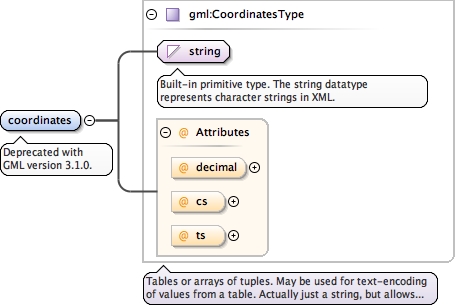 gml:CoordinatesType
string
Built-in primitive type. The string datatype
represents character strings in XML.
coordinates
Deprecated with
GML version 3.1.0.
@ Attributes
@ decimal
@ cs
@ ts
Tables or arrays of tuples. May be used for text-encoding
of values from a table. Actually just a string, but allows...